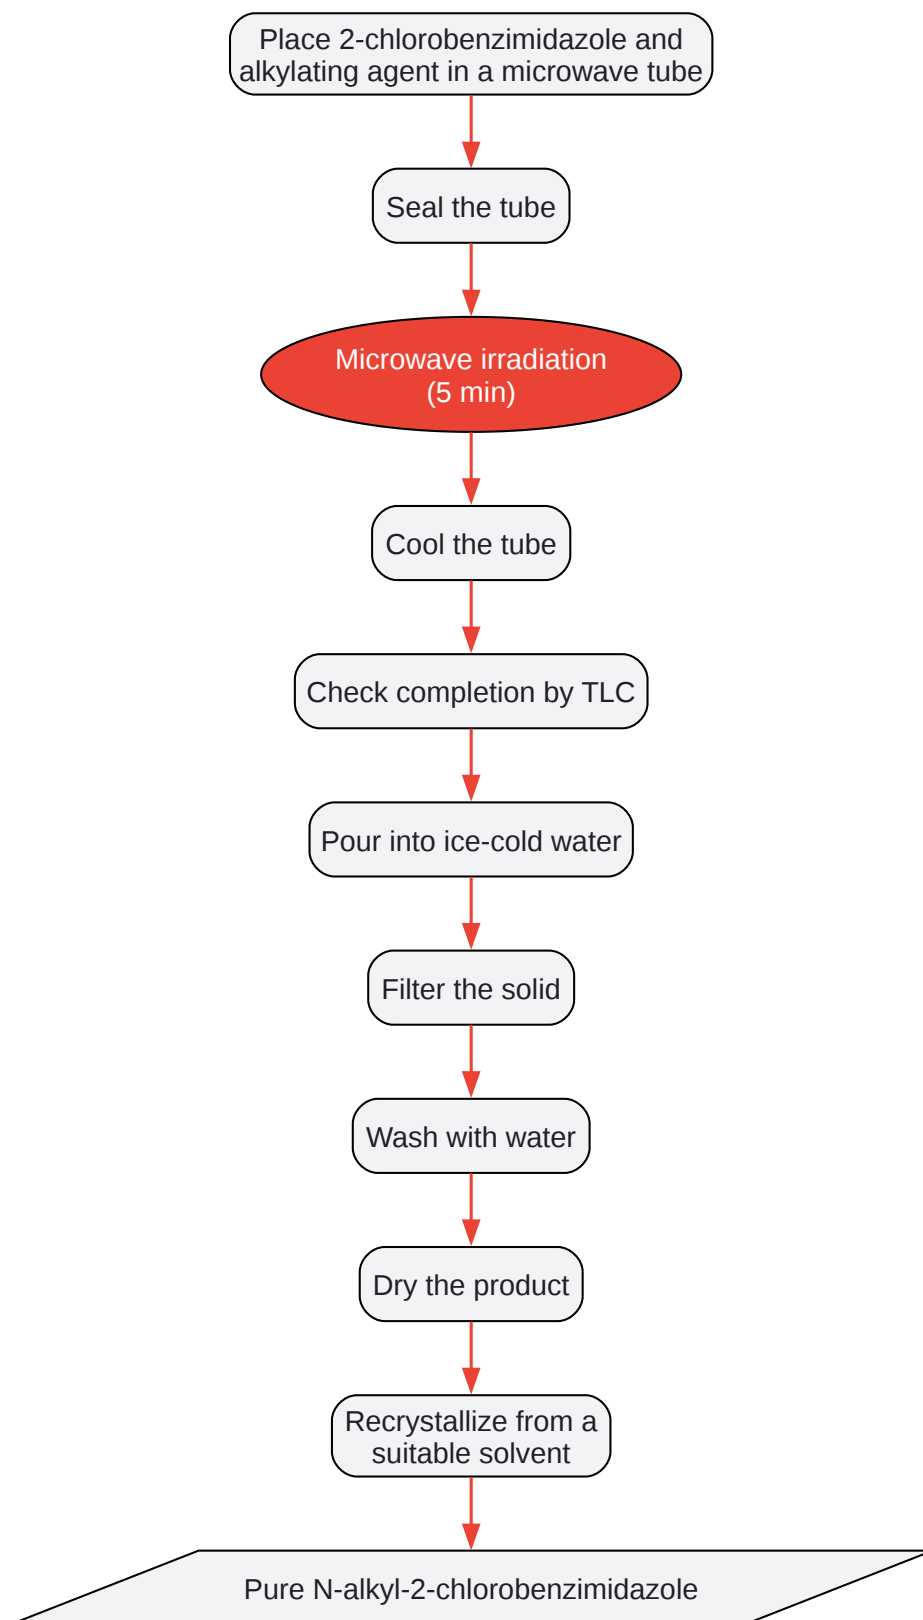 Place 2-chlorobenzimidazole and
alkylating agent in a microwave tube
Seal the tube
Microwave irradiation
(5 min)
Cool the tube
Check completion by TLC
Pour into ice-cold water
Filter the solid
Wash with water
Dry the product
Recrystallize from a
suitable solvent
Pure N-alkyl-2-chlorobenzimidazole